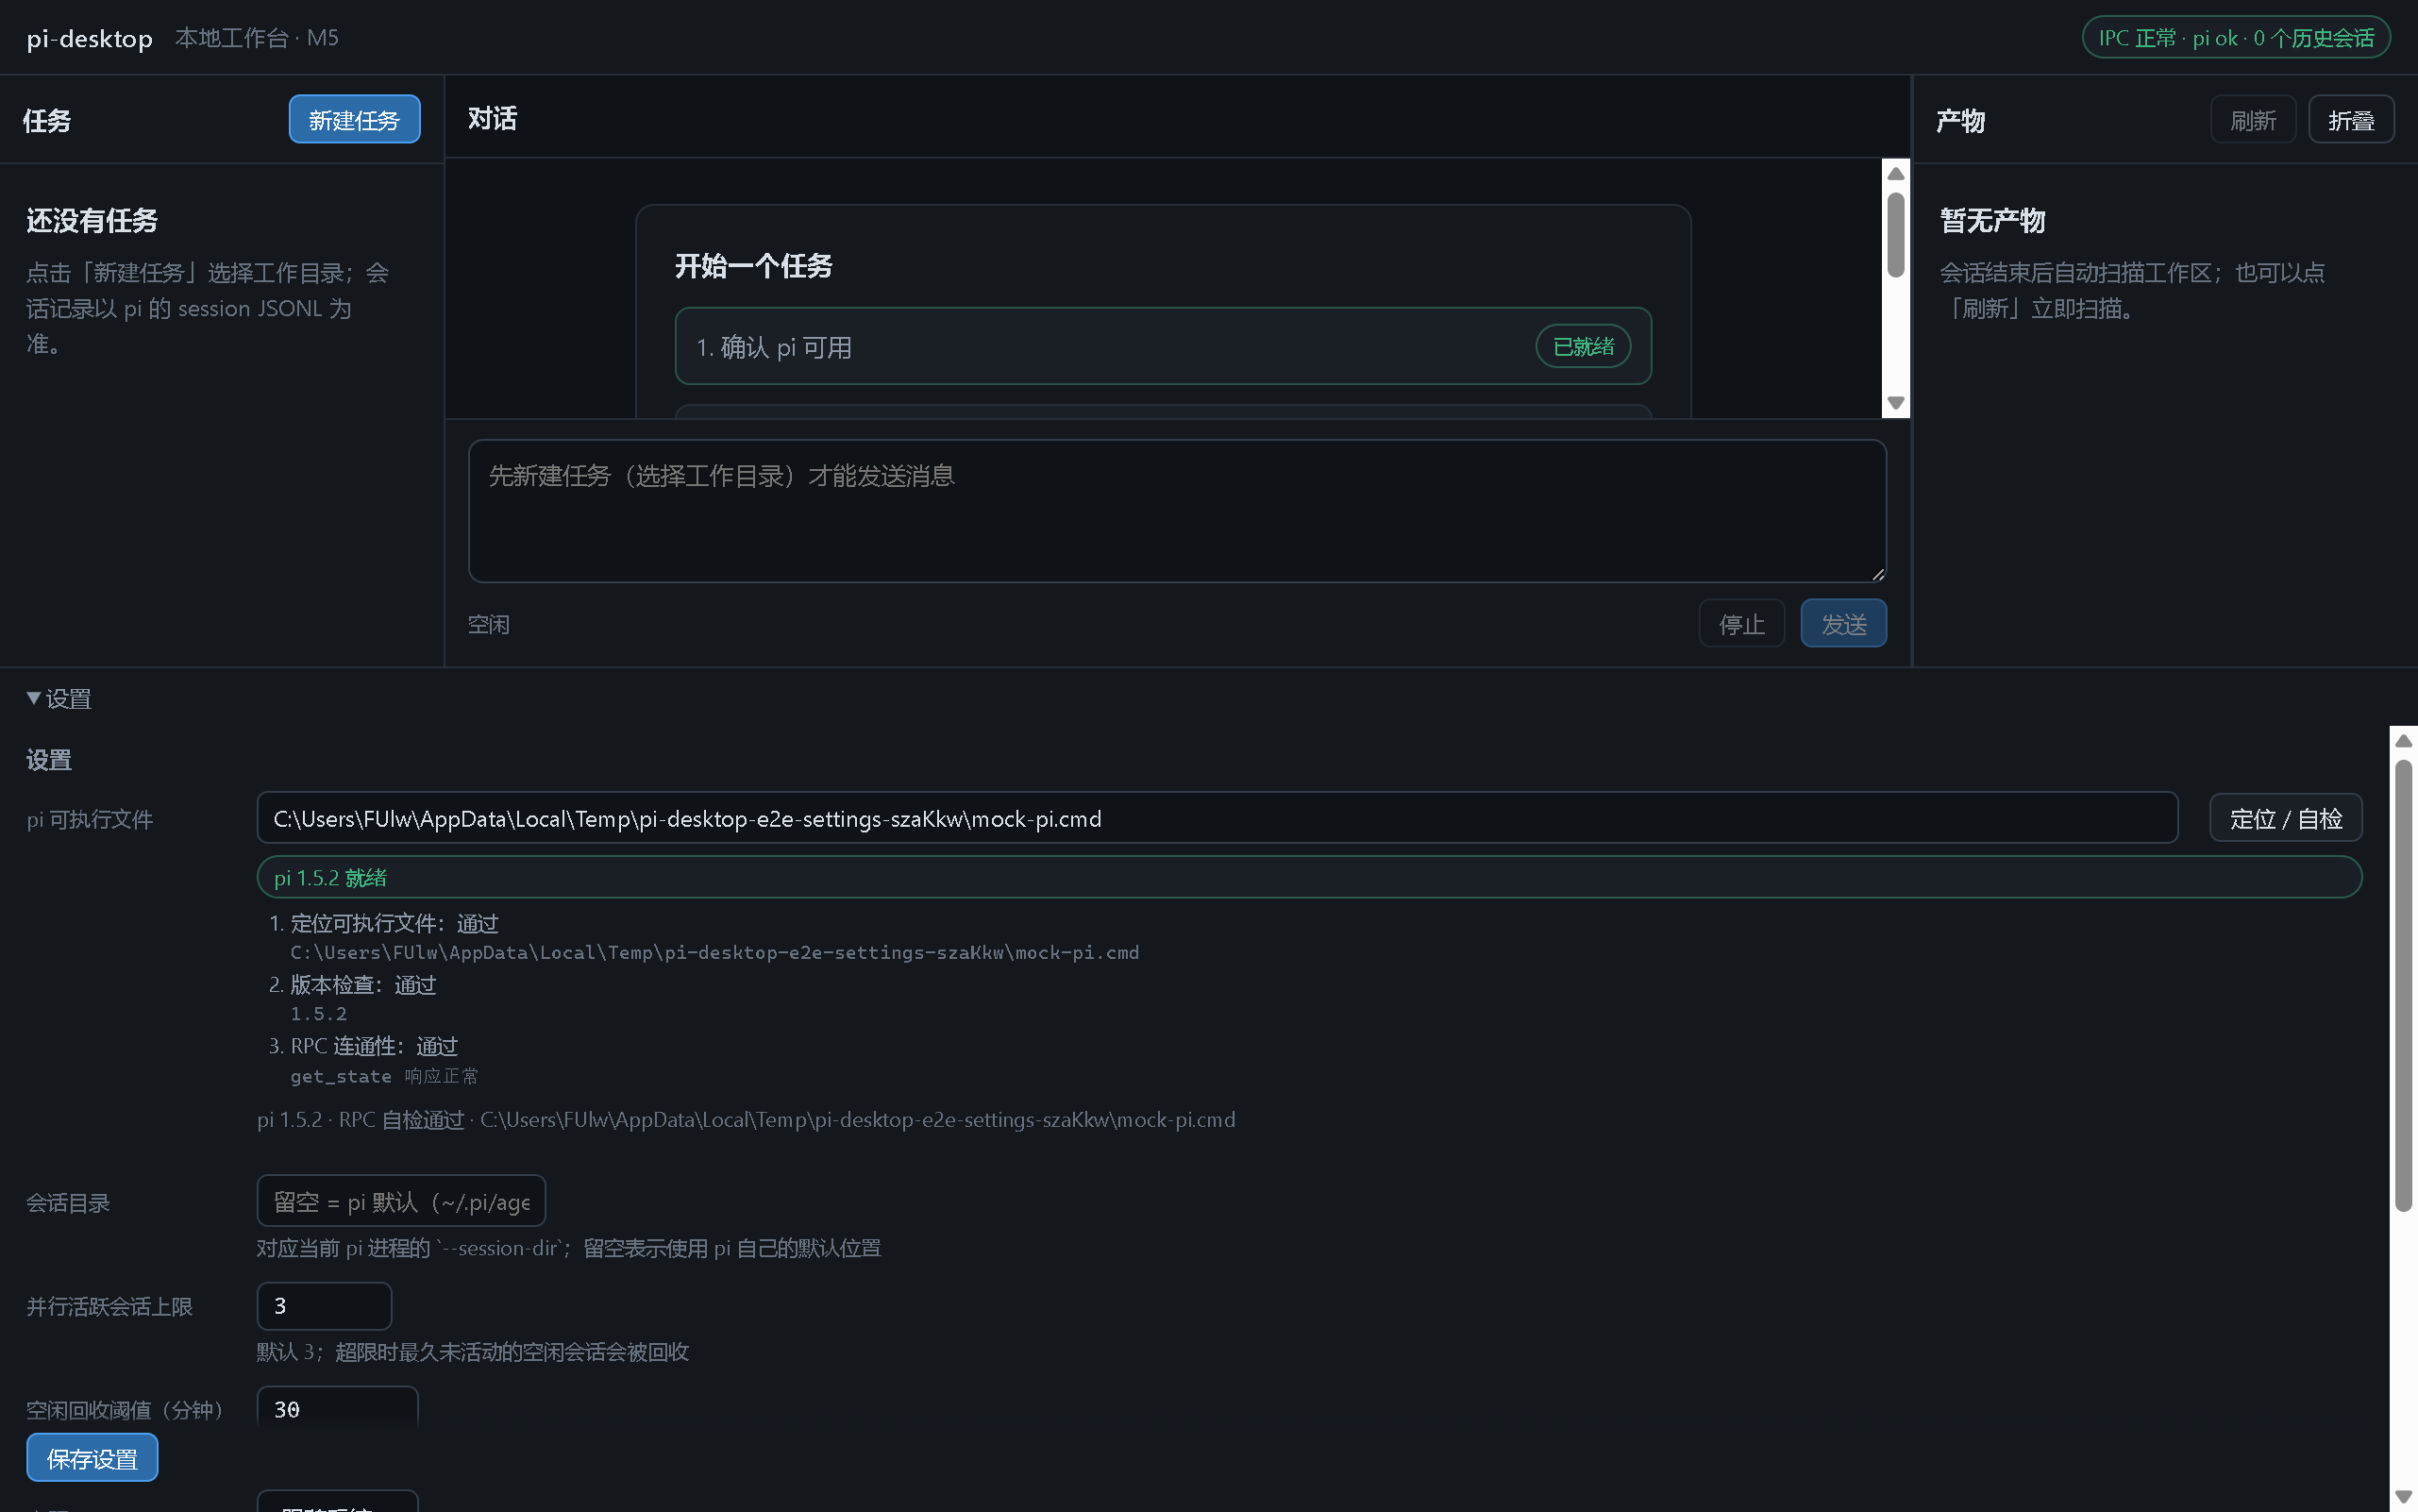 pi-desktop 本地工作台 · M5
IPC 正常 · pi ok · 0 个历史会话
任务
新建任务
还没有任务
点击「新建任务」选择工作目录；会
话记录以 pi 的 session JSONL 为
准。
对话
开始一个任务
1. 确认 pi 可用
已就绪
先新建任务（选择工作目录）才能发送消息
空闲
停止
发送
产物
刷新
折叠
暂无产物
会话结束后自动扫描工作区；也可以点
「刷新」立即扫描。
▼设置
设置
pi 可执行文件
C:\Users\FUlw\AppData\Local\Temp\pi-desktop-e2e-settings-szaKkw\mock-pi.cmd
定位 / 自检
pi 1.5.2 就绪
1. 定位可执行文件：通过
C:\Users\FUlw\AppData\Local\Temp\pi-desktop-e2e-settings-szaKkw\mock-pi.cmd
2. 版本检查：通过
1.5.2
3. RPC 连通性：通过
get_state 响应正常
pi 1.5.2 · RPC 自检通过 · C:\Users\FUlw\AppData\Local\Temp\pi-desktop-e2e-settings-szaKkw\mock-pi.cmd
会话目录
留空 = pi 默认（~/.pi/age
对应当前 pi 进程的 `--session-dir`；留空表示使用 pi 自己的默认位置
并行活跃会话上限
3
默认 3；超限时最久未活动的空闲会话会被回收
空闲回收阈值（分钟）
30
保存设置